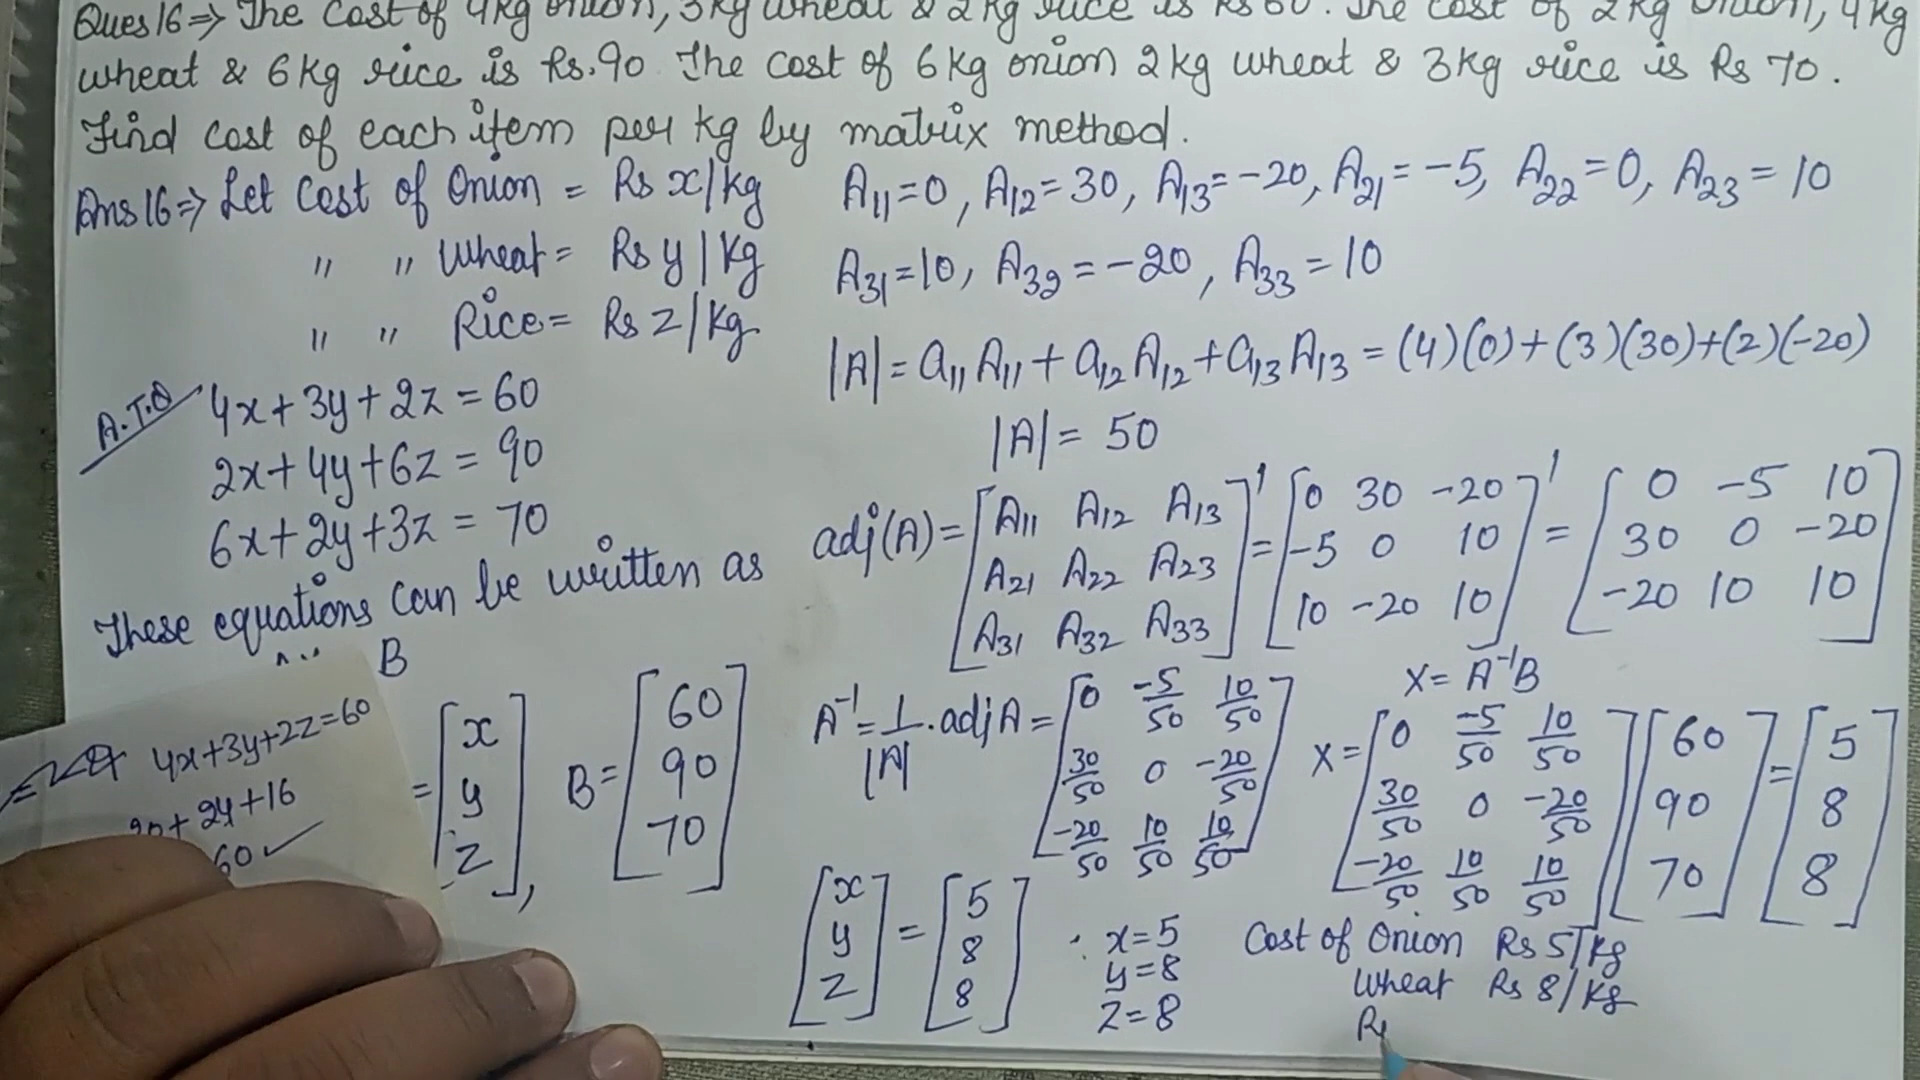 Ques 16⇒ The Cost of 4kg onion, 3kg wheat & 2kg rice is Rs 60. The cost of 2kg onion, 4kg
wheat & 6kg rice is Rs.90 The cost of 6kg onion 2kg wheat & 3kg rice is Rs 70.
Find cost of each item per kg by matrix method.
Ans 16⇒ Let Cost of Onion = Rs x/kg
" " Wheat = Rs y/kg
" " Rice = Rs z/kg
A.T.Q 4x+3y+2z=60
2x+4y+6z=90
6x+2y+3z=70
These equations can be written as
B
= [x y z], B= [60 90 70]
4x+3y+2z=60
20+24+16
60✓
A₁₁=0, A₁₂=30, A₁₃=-20, A₂₁=-5, A₂₂=0, A₂₃=10
A₃₁=10, A₃₂=-20, A₃₃=10
|A|=a₁₁A₁₁+a₁₂A₁₂+a₁₃A₁₃=(4)(0)+(3)(30)+(2)(-20)
|A|=50
adj(A)= [A₁₁ A₁₂ A₁₃
A₂₁ A₂₂ A₂₃
A₃₁ A₃₂ A₃₃]' = [0 30 -20
-5 0 10
10 -20 10]' = [0 -5 10
30 0 -20
-20 10 10]
A⁻¹=1/|A|.adjA= [0 -5/50 10/50
30/50 0 -20/50
-20/50 10/50 10/50]
X=A⁻¹B
X= [0 -5/50 10/50
30/50 0 -20/50
-20/50 10/50 10/50] [60 90 70] = [5 8 8]
[x y z] = [5 8 8]
x=5
y=8
z=8
Cost of Onion Rs 5/kg
Wheat Rs 8/kg